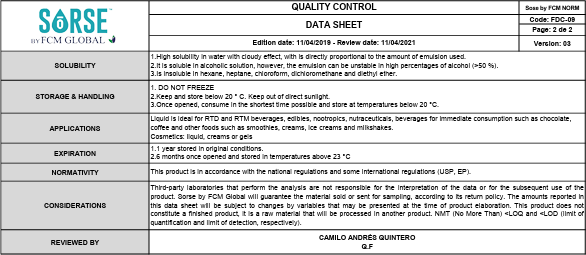 SōRSE™
BY FCM GLOBAL
QUALITY CONTROL
DATA SHEET
Edition date: 11/04/2019 - Review date: 11/04/2021
Sose by FCM NORM
Code: FDC-09
Page: 2 de 2
Version: 03
SOLUBILITY
1.High solubility in water with cloudy effect, with is directly proportional to the amount of emulsion used.
2.It is soluble in alcoholic solution, however, the emulsion can be unstable in high percentages of alcohol (>50 %).
3.Is insoluble in hexane, heptane, chloroform, dichloromethane and diethyl ether.
STORAGE & HANDLING
1. DO NOT FREEZE
2.Keep and store below 20 ° C. Keep out of direct sunlight.
3.Once opened, consume in the shortest time possible and store at temperatures below 20 °C.
APPLICATIONS
Liquid is ideal for RTD and RTM beverages, edibles, nootropics, nutraceuticals, beverages for immediate consumption such as chocolate,
coffee and other foods such as smoothies, creams, ice creams and milkshakes.
Cosmetics: liquid, creams or gels
EXPIRATION
1.1 year stored in original conditions.
2.6 months once opened and stored in temperatures above 23 °C
NORMATIVITY
This product is in accordance with the national regulations and some international regulations (USP, EP).
CONSIDERATIONS
Third-party laboratories that perform the analysis are not responsible for the interpretation of the data or for the subsequent use of the
product. Sorse by FCM Global will guarantee the material sold or sent for sampling, according to its return policy. The amounts reported in
this data sheet will be subject to changes by variables that may be presented at the time of product elaboration. This product does not
constitute a finished product, it is a raw material that will be processed in another product. NMT (No More Than) <LOQ and <LOD (limit of
quantification and limit of detection, respectively).
REVIEWED BY
CAMILO ANDRÉS QUINTERO
Q.F